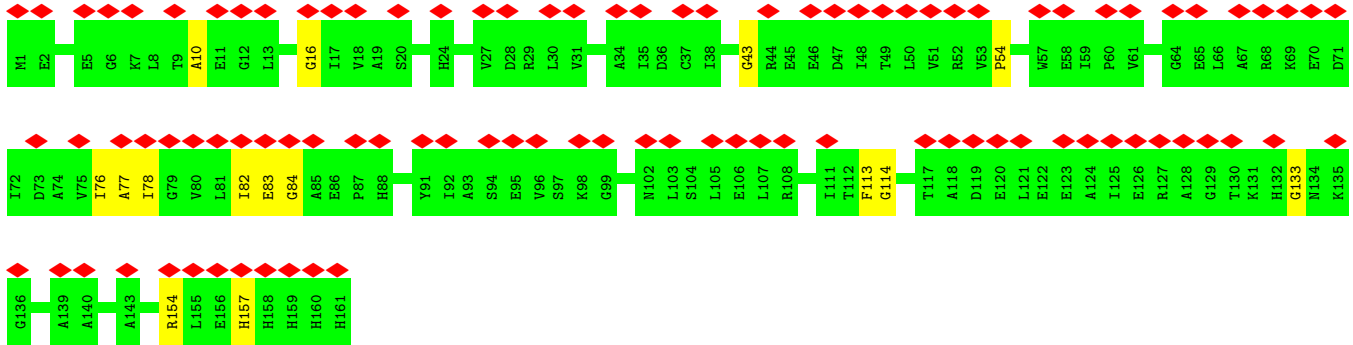 M1 E2 E5 G6 K7 L8 T9 A10 E11 G12 L13 G16 I17 V18 A19 S20 H24 V27 D28 R29 L30 V31 A34 I35 D36 C37 I38 G43 R44 E45 E46 D47 I48 T49 L50 V51 R52 V53 P54 W57 E58 I59 P60 V61 G64 E65 L66 A67 R68 K69 E70 D71
I72 D73 A74 V75 I76 A77 I78 G79 V80 L81 I82 E83 G84 A85 E86 P87 H88 Y91 I92 A93 S94 E95 V96 S97 K98 G99 N102 L103 S104 L105 E106 L107 R108 I111 T112 F113 G114 T117 A118 D119 E120 L121 E122 E123 A124 I125 E126 R127 A128 G129 T130 K131 H132 G133 N134 K135
G136 A139 A140 A143 R154 L155 E156 H157 H158 H159 H160 H161